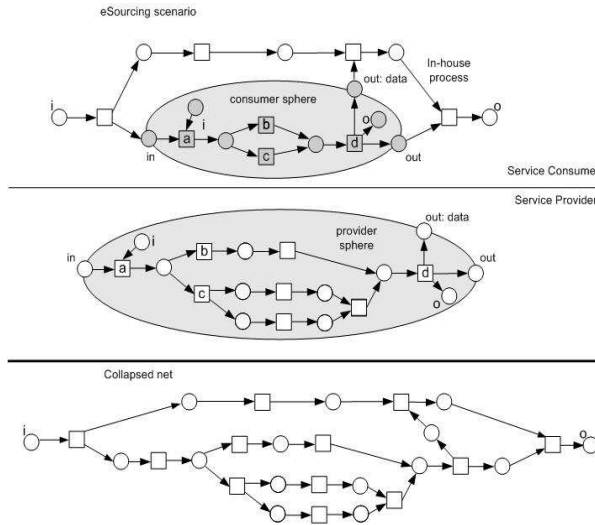 eSourcing scenario
In-house
process
out: data
i
consumer sphere
o
b
i
a
c
d
o
in
out
Service Consume
Service Provider
out: data
provider
sphere
i
in
b
out
a
d
c
o
Collapsed net
i
o